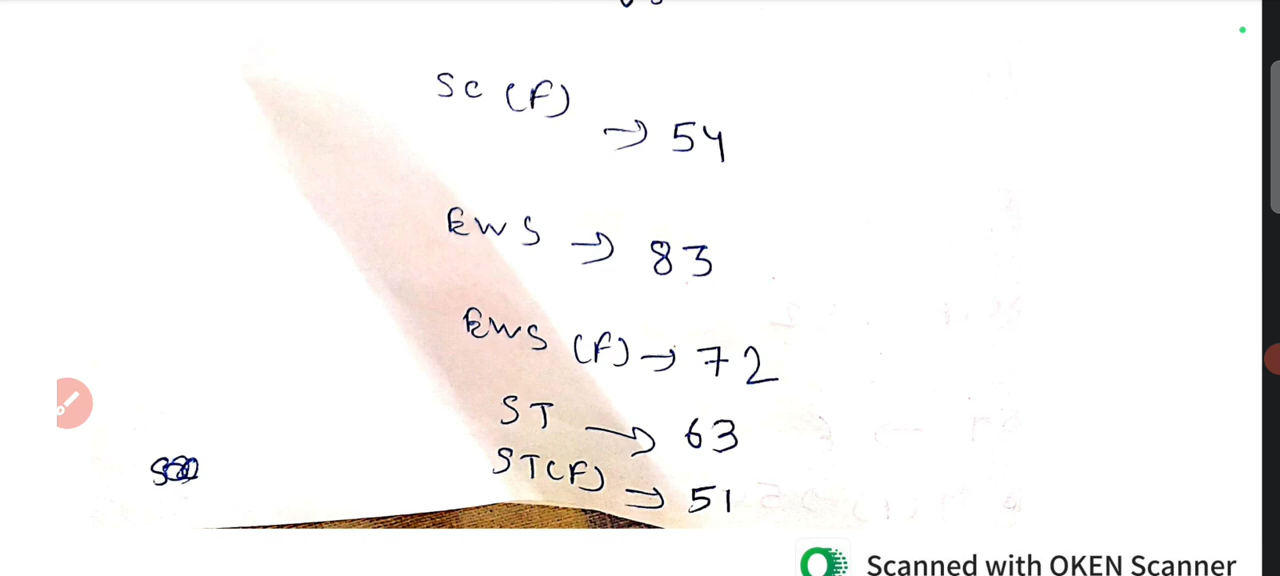 SC (F) → 54
EWS → 83
EWS (F) → 72
ST → 63
ST(F) → 51
Scanned with OKEN Scanner